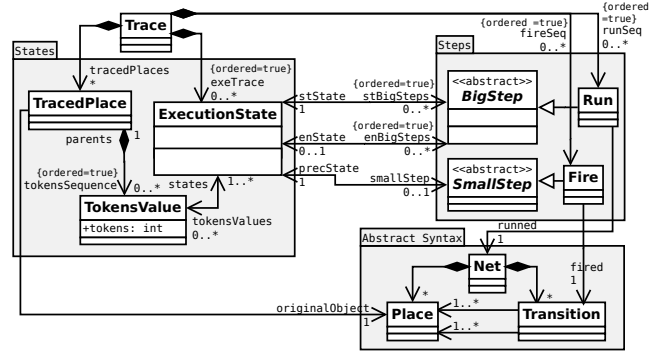 Trace
{ordered
=true}
runSeq
0..*
{ordered =true}
fireSeq
0..*
States
tracedPlaces
*
{ordered=true}
exeTrace
0..*
Steps
TracedPlace
ExecutionState
stState
1
{ordered=true}
stBigSteps
0..*
<<abstract>>
BigStep
Run
parents
1
enState
0..1
{ordered=true}
enBigSteps
0..*
precState
1
smallStep
0..1
<<abstract>>
SmallStep
Fire
{ordered=true}
tokensSequence
0..*
states
1..*
TokensValue
+tokens: int
tokensValues
0..*
runned
1
Abstract Syntax
Net
fired
1
originalObject
1
Place
*
1..*
1..*
*
Transition